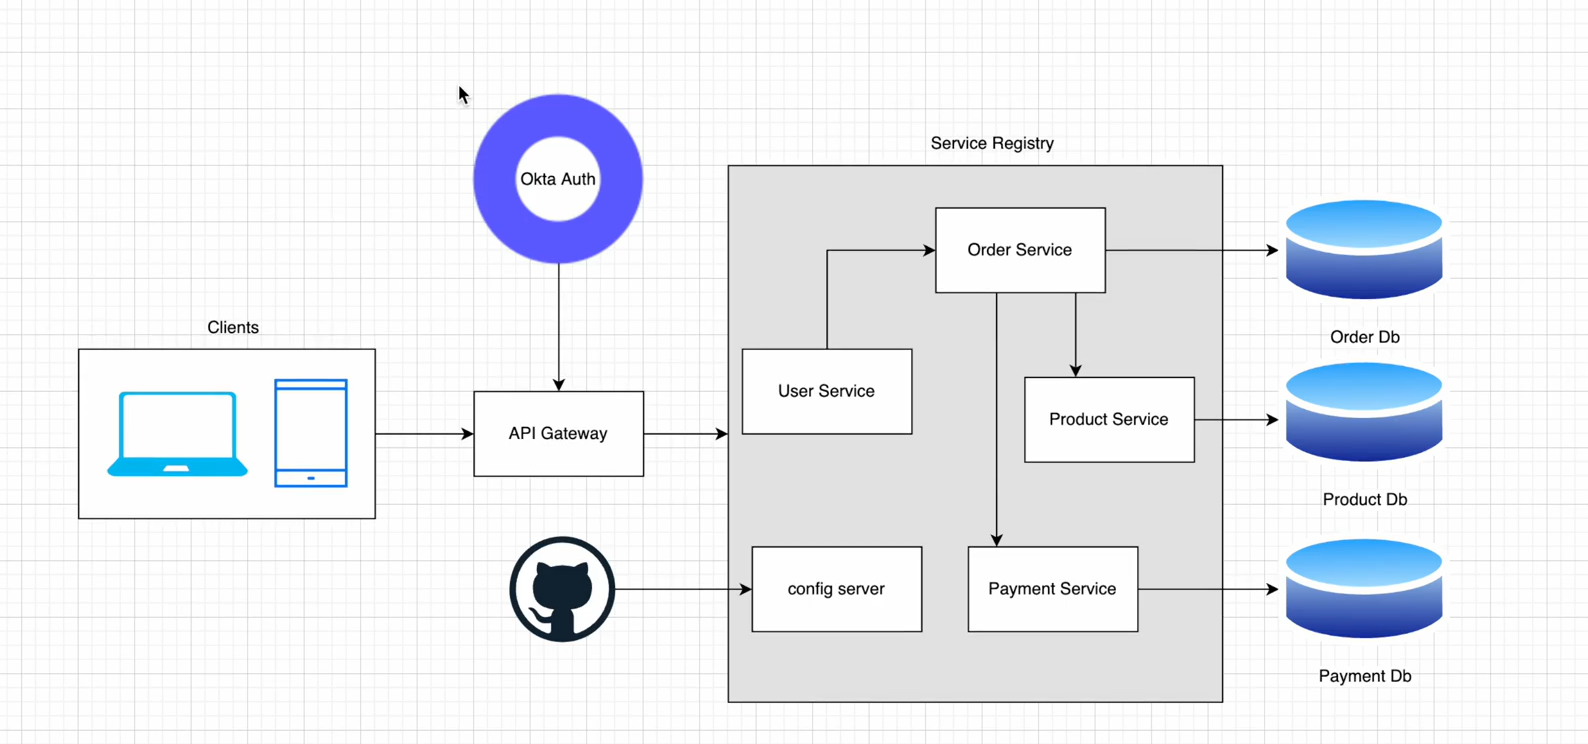 Okta Auth
Service Registry
Order Service
Order Db
Clients
User Service
Product Service
API Gateway
Product Db
config server
Payment Service
Payment Db